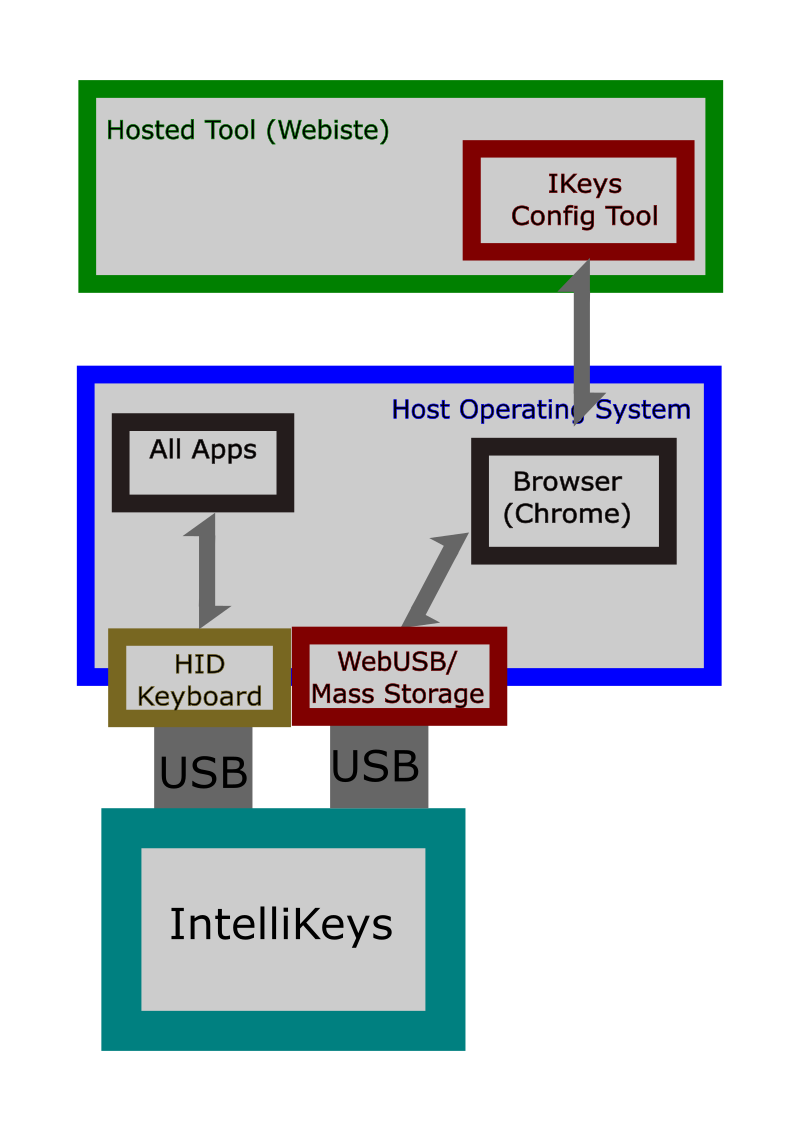 Hosted Tool (Webiste)
IKeys
Config Tool
Host Operating System
All Apps
Browser
(Chrome)
HID
Keyboard
WebUSB/
Mass Storage
USB
USB
IntelliKeys